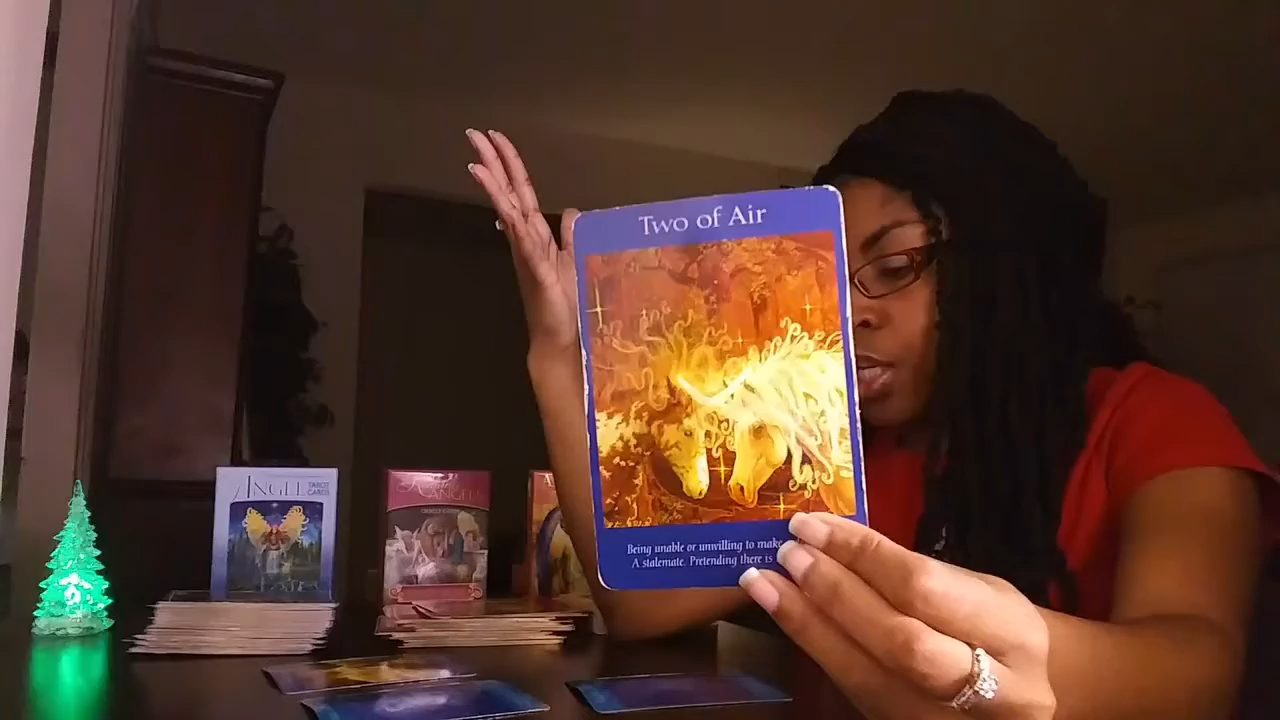 Two of Air
Being unable or unwilling to make
A stalemate. Pretending there is
ANGEL TAROT
CARDS
ANGELS